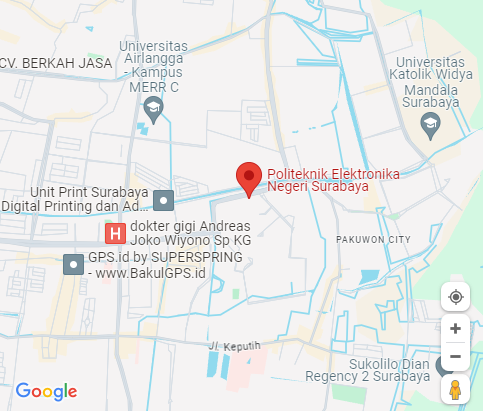 Universitas
Airlangga
- Kampus
MERR C
CV. BERKAH JASA
Universitas
Katolik Widya
Mandala
Surabaya
Politeknik Elektronika
Negeri Surabaya
Unit Print Surabaya
Digital Printing dan Ad...
H
dokter gigi Andreas
Joko Wiyono Sp KG
GPS.id by SUPERSPRING
- www.BakulGPS.id
PAKUWON CITY
Jl. Keputih
Sukolilo Dian
Regency 2 Surabaya
Google